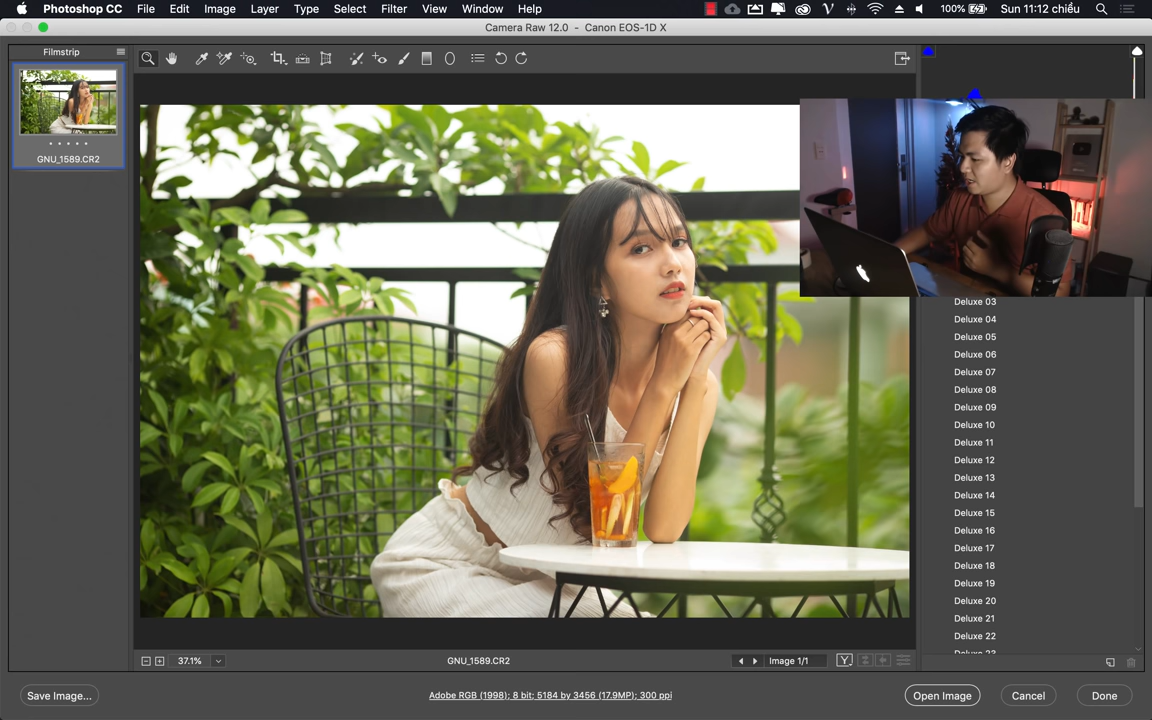 Photoshop CC File Edit Image Layer Type Select Filter View Window Help 100% Sun 11:12 chiều
Camera Raw 12.0 - Canon EOS-1D X
Filmstrip
GNU_1589.CR2
Deluxe 03
Deluxe 04
Deluxe 05
Deluxe 06
Deluxe 07
Deluxe 08
Deluxe 09
Deluxe 10
Deluxe 11
Deluxe 12
Deluxe 13
Deluxe 14
Deluxe 15
Deluxe 16
Deluxe 17
Deluxe 18
Deluxe 19
Deluxe 20
Deluxe 21
Deluxe 22
37.1% GNU_1589.CR2 Image 1/1 Y
Save Image... Adobe RGB (1998); 8 bit; 5184 by 3456 (17.9MP); 300 ppi Open Image Cancel Done